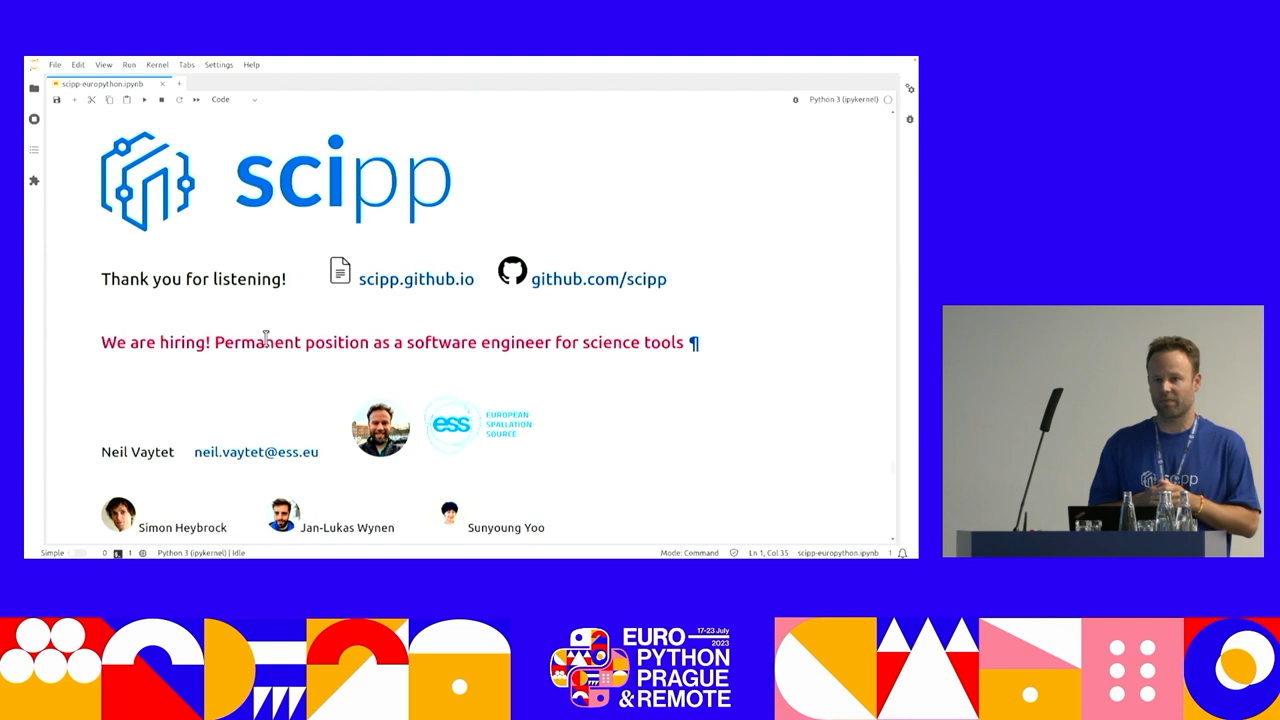 File Edit View Run Kernel Tabs Settings Help
scipp-europython.ipynb
Code
Python 3 (ipykernel)
scipp
Thank you for listening!
scipp.github.io
github.com/scipp
We are hiring! Permanent position as a software engineer for science tools ¶
ess
EUROPEAN
SPALLATION
SOURCE
Neil Vaytet neil.vaytet@ess.eu
Simon Heybrock Jan-Lukas Wynen Sunyoung Yoo
Simple 0 1 Python 3 (ipykernel) | Idle Mode: Command Ln 1, Col 35 scipp-europython.ipynb 1
scipp
17-23 July
2023
EURO
PYTHON
PRAGUE
& REMOTE